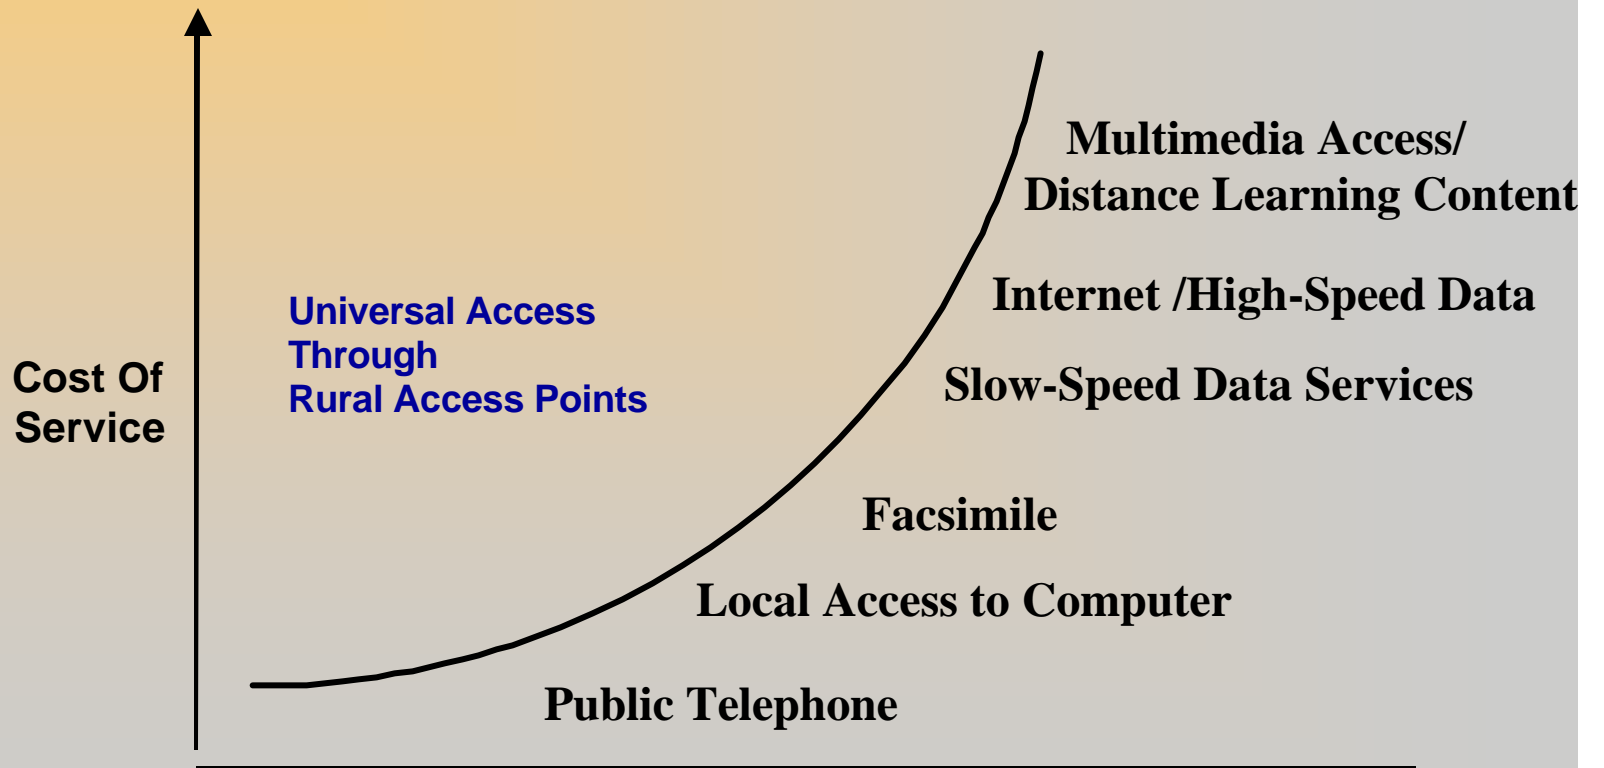 Multimedia Access/
Distance Learning Content
Internet /High-Speed Data
Universal Access
Through
Rural Access Points
Cost Of
Service
Slow-Speed Data Services
Facsimile
Local Access to Computer
Public Telephone